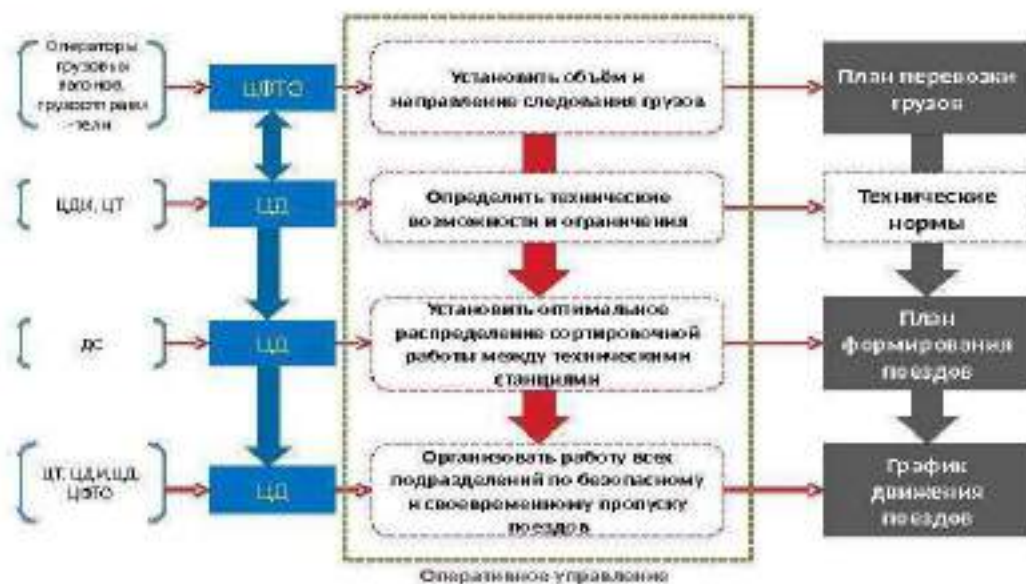 Операторы
грузовых
вагонов,
грузоотправи
-тели
ЦФТО
Установить объём и
направление следования грузов
План перевозки
грузов
ЦДИ, ЦТ
ЦД
Определить технические
возможности и ограничения
Технические
нормы
ДС
ЦД
Установить оптимальное
распределение сортировочной
работы между техническими
станциями
План
формирования
поездов
ЦТ, ЦДИ, ЦД,
ЦФТО
ЦД
Организовать работу всех
подразделений по безопасному
и своевременному пропуску
поездов
График
движения
поездов
Оперативное управление